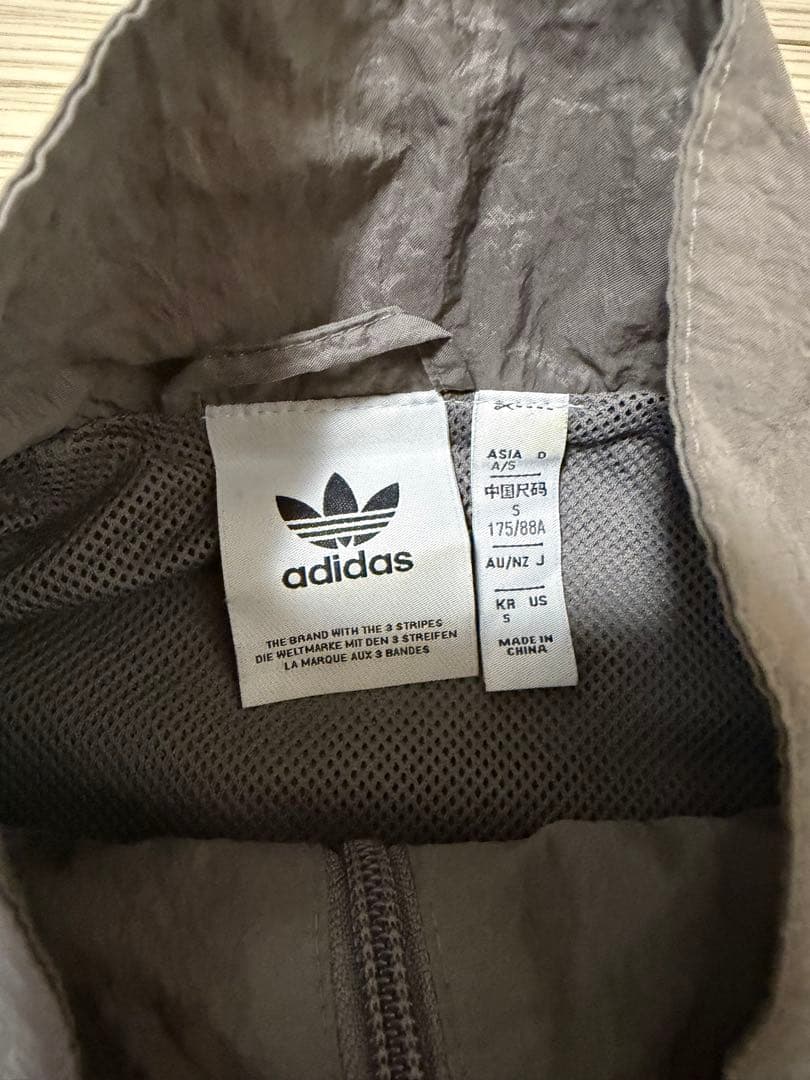 adidas
THE BRAND WITH THE 3 STRIPES
DIE WELTMARKE MIT DEN 3 STREIFEN
LA MARQUE AUX 3 BANDES
ASIA D
A/S
中国尺码
S
175/88A
AU/NZ J
KR US
S
MADE IN
CHINA